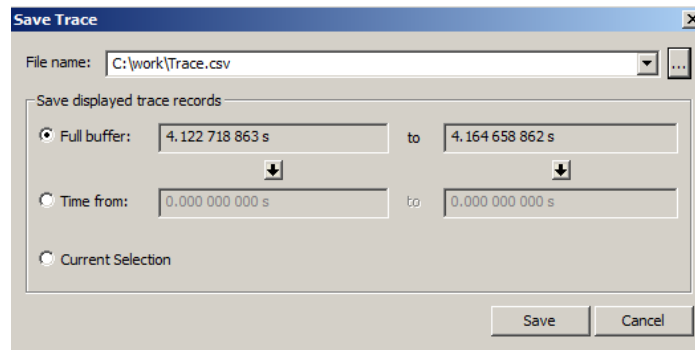 Save Trace
File name: C:\work\Trace.csv ...
Save displayed trace records
Full buffer: 4.122 718 863 s to 4.164 658 862 s
Time from: 0.000 000 000 s to 0.000 000 000 s
Current Selection
Save Cancel